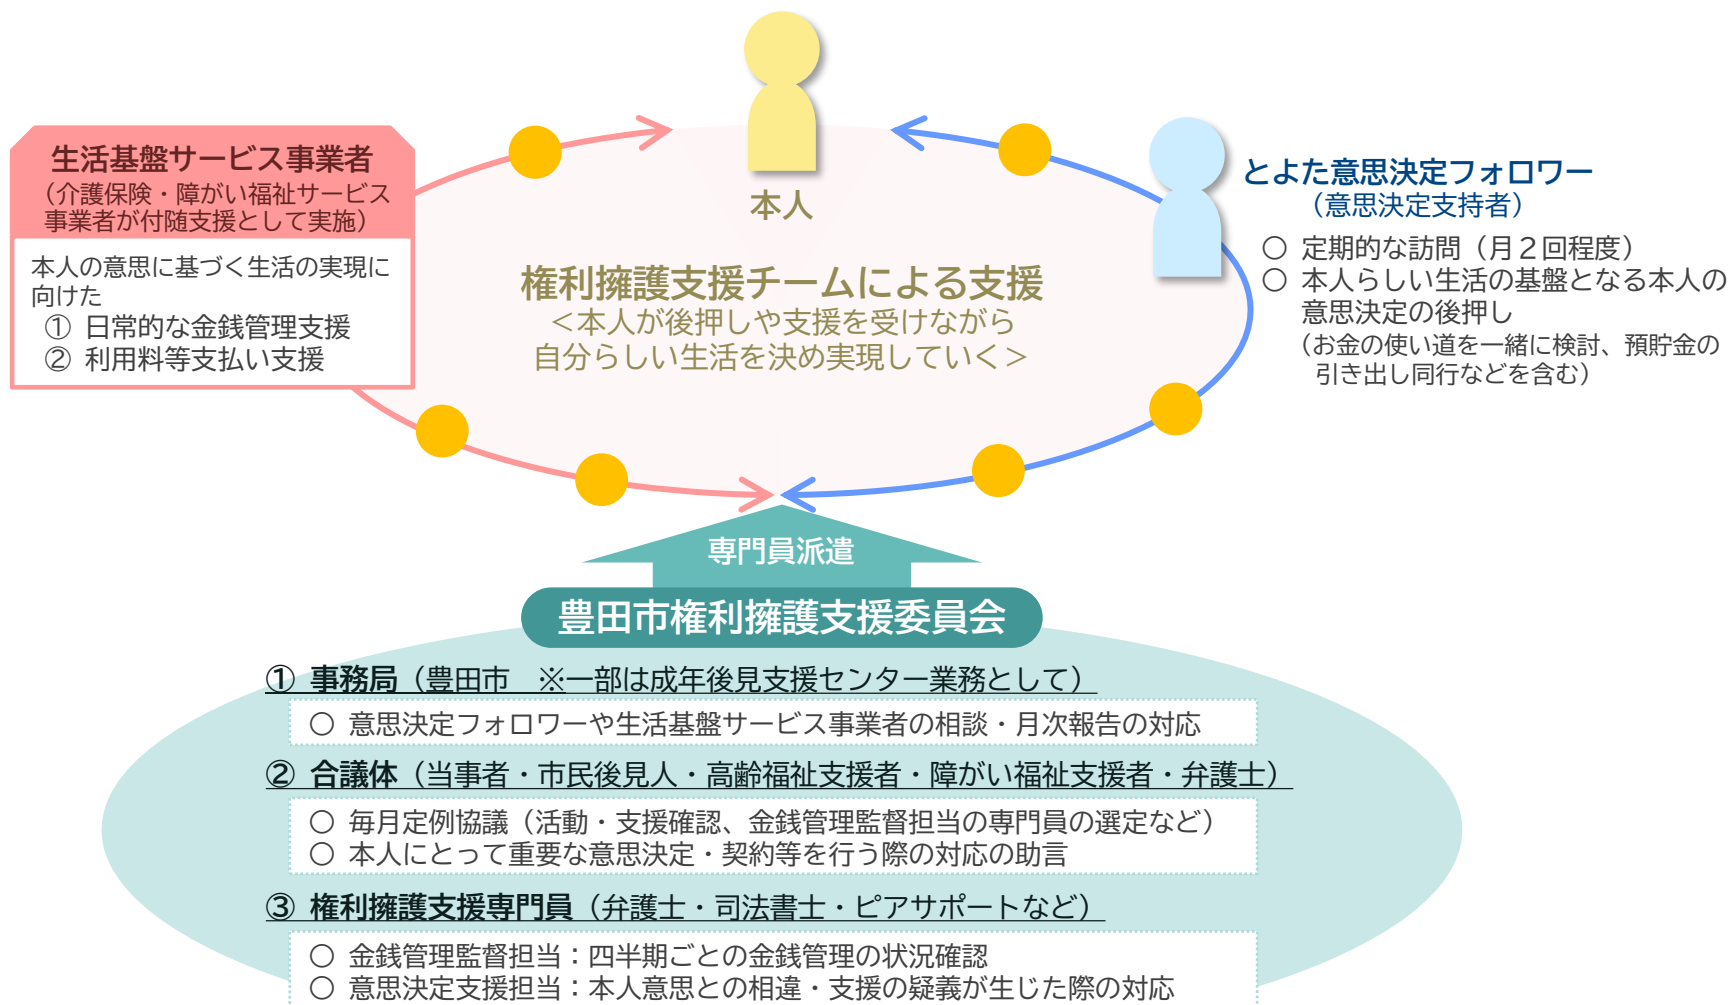 生活基盤サービス事業者
（介護保険・障がい福祉サービス
事業者が付随支援として実施）
本人の意思に基づく生活の実現に
向けた
① 日常的な金銭管理支援
② 利用料等支払い支援
本人
権利擁護支援チームによる支援
＜本人が後押しや支援を受けながら
自分らしい生活を決め実現していく＞
とよた意思決定フォロワー
（意思決定支持者）
○ 定期的な訪問（月２回程度）
○ 本人らしい生活の基盤となる本人の
意思決定の後押し
（お金の使い道を一緒に検討、預貯金の
引き出し同行などを含む）
専門員派遣
豊田市権利擁護支援委員会
① 事務局（豊田市　※一部は成年後見支援センター業務として）
○ 意思決定フォロワーや生活基盤サービス事業者の相談・月次報告の対応
② 合議体（当事者・市民後見人・高齢福祉支援者・障がい福祉支援者・弁護士）
○ 毎月定例協議（活動・支援確認、金銭管理監督担当の専門員の選定など）
○ 本人にとって重要な意思決定・契約等を行う際の対応の助言
③ 権利擁護支援専門員（弁護士・司法書士・ピアサポートなど）
○ 金銭管理監督担当：四半期ごとの金銭管理の状況確認
○ 意思決定支援担当：本人意思との相違・支援の疑義が生じた際の対応